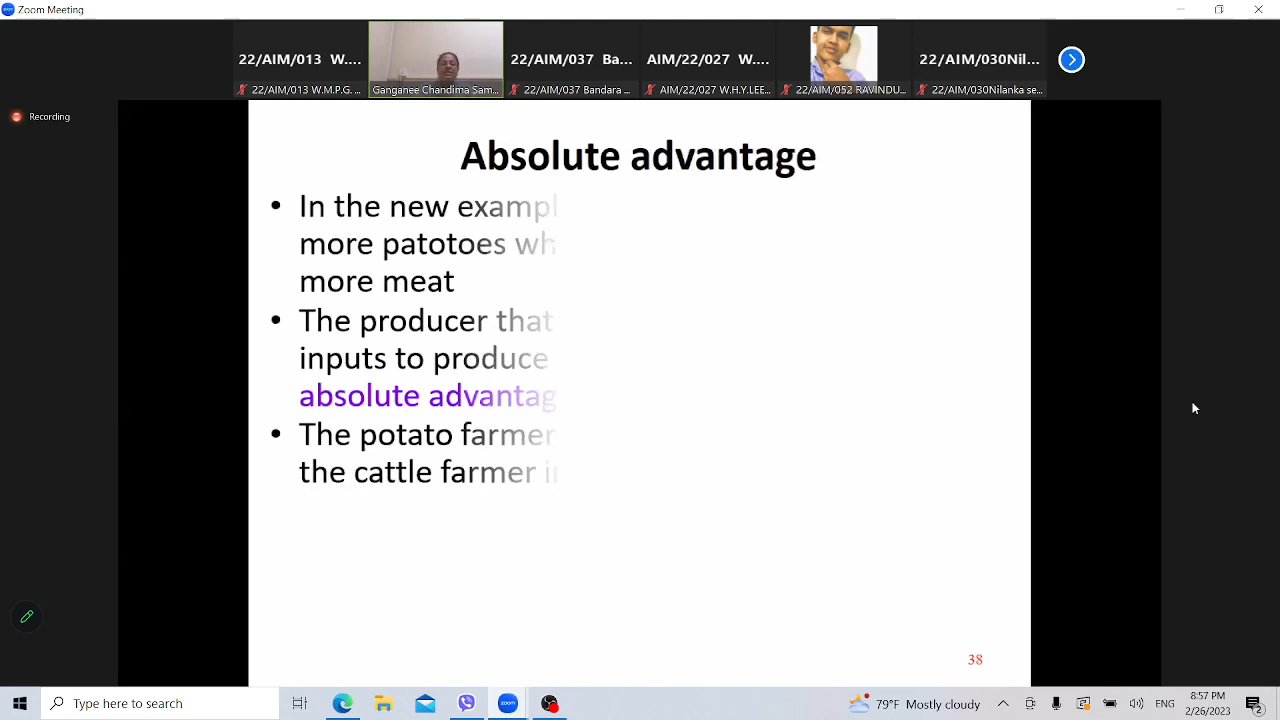 Zoom Meeting
22/AIM/013 W....
22/AIM/037 Ba...
AIM/22/027 W....
22/AIM/030Nil...
22/AIM/013 W.M.P.G. ...
Ganganee Chandima Sam...
22/AIM/037 Bandara ...
AIM/22/027 W.H.Y.LEE...
22/AIM/052 RAVINDU...
22/AIM/030Nilanka se...
Recording
Absolute advantage
• In the new exampl
more patotoes wh
more meat
• The producer that
inputs to produce
absolute advantag
• The potato farmer
the cattle farmer in
38
Type here to search
zoom
79°F Mostly cloudy
ENG
8:57 PM
2/26/2023
2